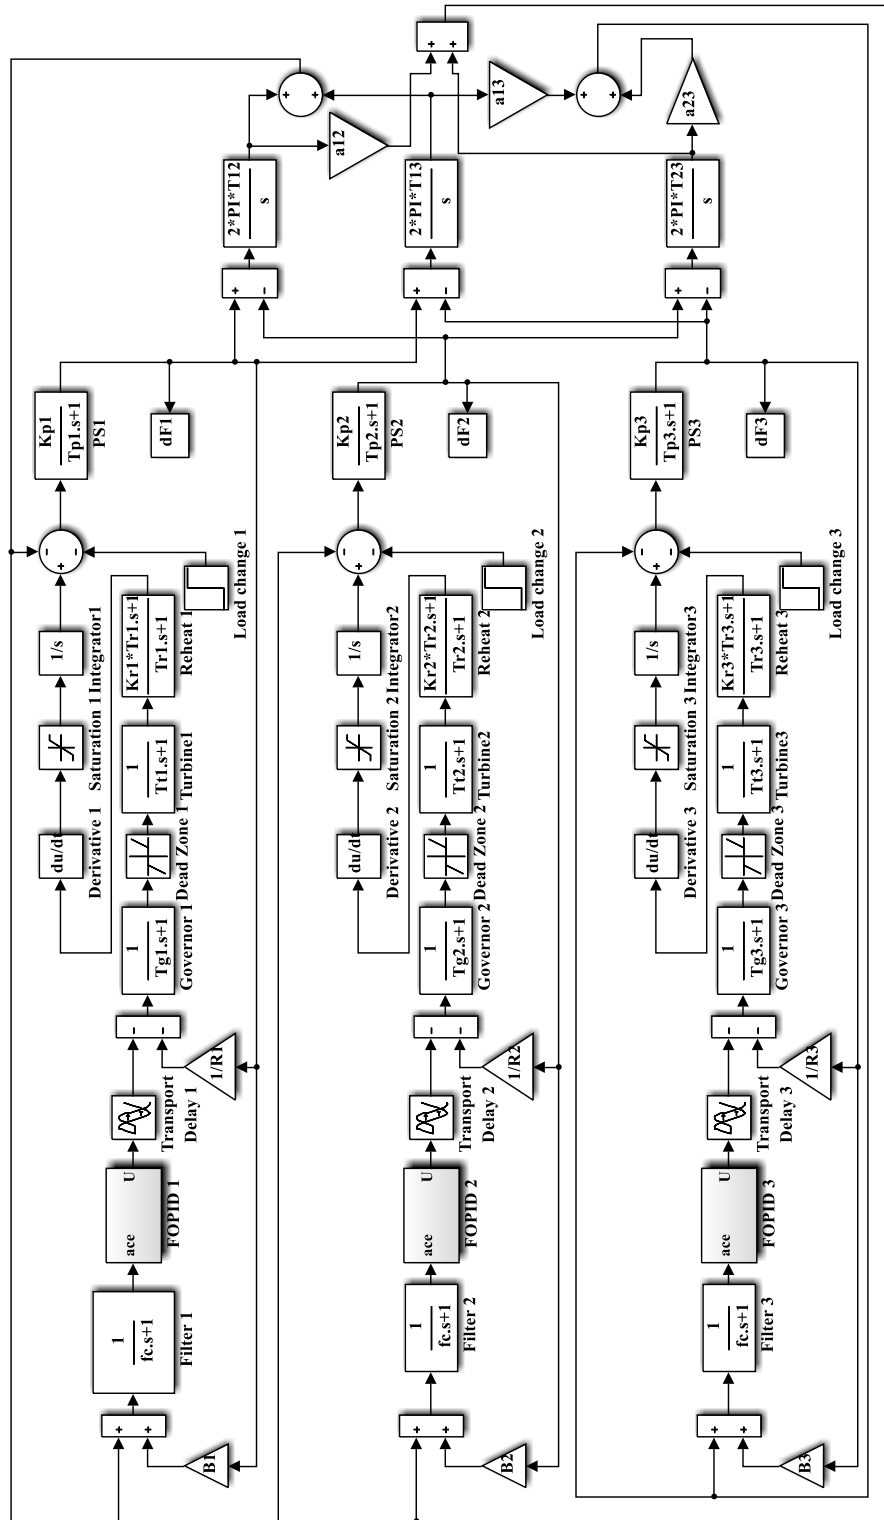 +
+
B1
1
fc.s+1
Filter 1
ace
U
FOPID 1
Transport
Delay 1
-
-
1/R1
1
Tg1.s+1
Governor 1
Dead Zone 1
1
Tt1.s+1
Turbine1
Kr1*Tr1.s+1
Tr1.s+1
Reheat 1
du/dt
Derivative 1
Saturation 1
1/s
Integrator1
-
+
-
Load change 1
Kp1
Tp1.s+1
PS1
dF1
+
-
2*PI*T12
s
+
+
a12
+
+
B2
1
fc.s+1
Filter 2
ace
U
FOPID 2
Transport
Delay 2
-
-
1/R2
1
Tg2.s+1
Governor 2
Dead Zone 2
1
Tt2.s+1
Turbine2
Kr2*Tr2.s+1
Tr2.s+1
Reheat 2
du/dt
Derivative 2
Saturation 2
1/s
Integrator2
-
+
-
Load change 2
Kp2
Tp2.s+1
PS2
dF2
+
-
2*PI*T13
s
+
+
a13
+
+
+
+
B3
1
fc.s+1
Filter 3
ace
U
FOPID 3
Transport
Delay 3
-
-
1/R3
1
Tg3.s+1
Governor 3
Dead Zone 3
1
Tt3.s+1
Turbine3
Kr3*Tr3.s+1
Tr3.s+1
Reheat 3
du/dt
Derivative 3
Saturation 3
1/s
Integrator3
-
+
-
Load change 3
Kp3
Tp3.s+1
PS3
dF3
+
-
2*PI*T23
s
a23